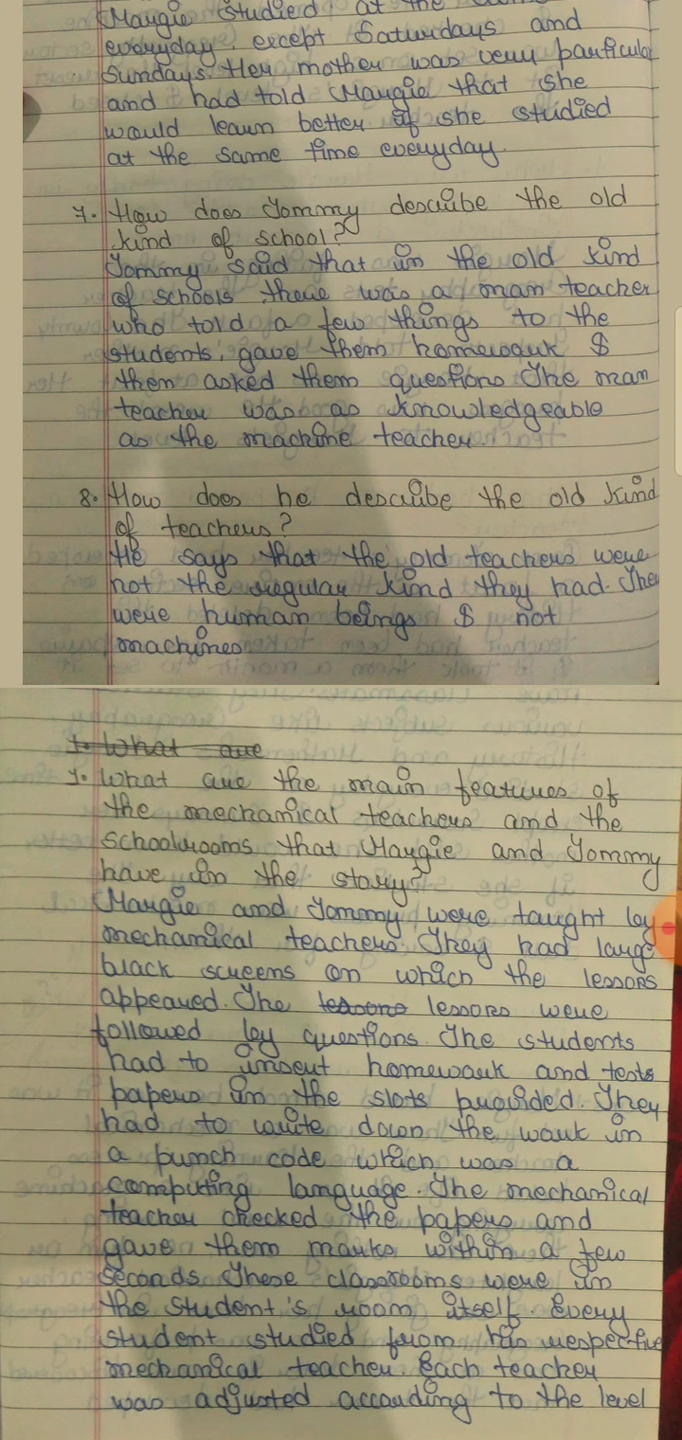 Margie studied at the
everyday, except Saturdays and
Sundays. Her mother was very particular
and had told Margie that she
would learn better if she studied
at the same time everyday.
7. How does Tommy describe the old
kind of school?
Tommy said that in the old kind
of schools there was a man teacher
who told a few things to the
students, gave them homework &
then asked them questions. The man
teacher was as knowledgeable
as the machine teacher.
8. How does he describe the old kind
of teachers?
He says that the old teachers were
not the regular kind they had. The
were human beings & not
machines
1. What are
1. What are the main features of
the mechanical teachers and the
schoolrooms that Margie and Tommy
have in the story?
Margie and Tommy were taught by
mechanical teachers. They had large
black screens on which the lessons
appeared. The lessons lessons were
followed by questions. The students
had to insert homework and tests
papers in the slots provided. They
had to write down the work in
a punch code which was a
computing language. The mechanical
teacher checked the papers and
gave them marks within a few
seconds. These classrooms were in
the student's room itself. Every
student studied from his respective
mechanical teacher. Each teacher
was adjusted according to the level